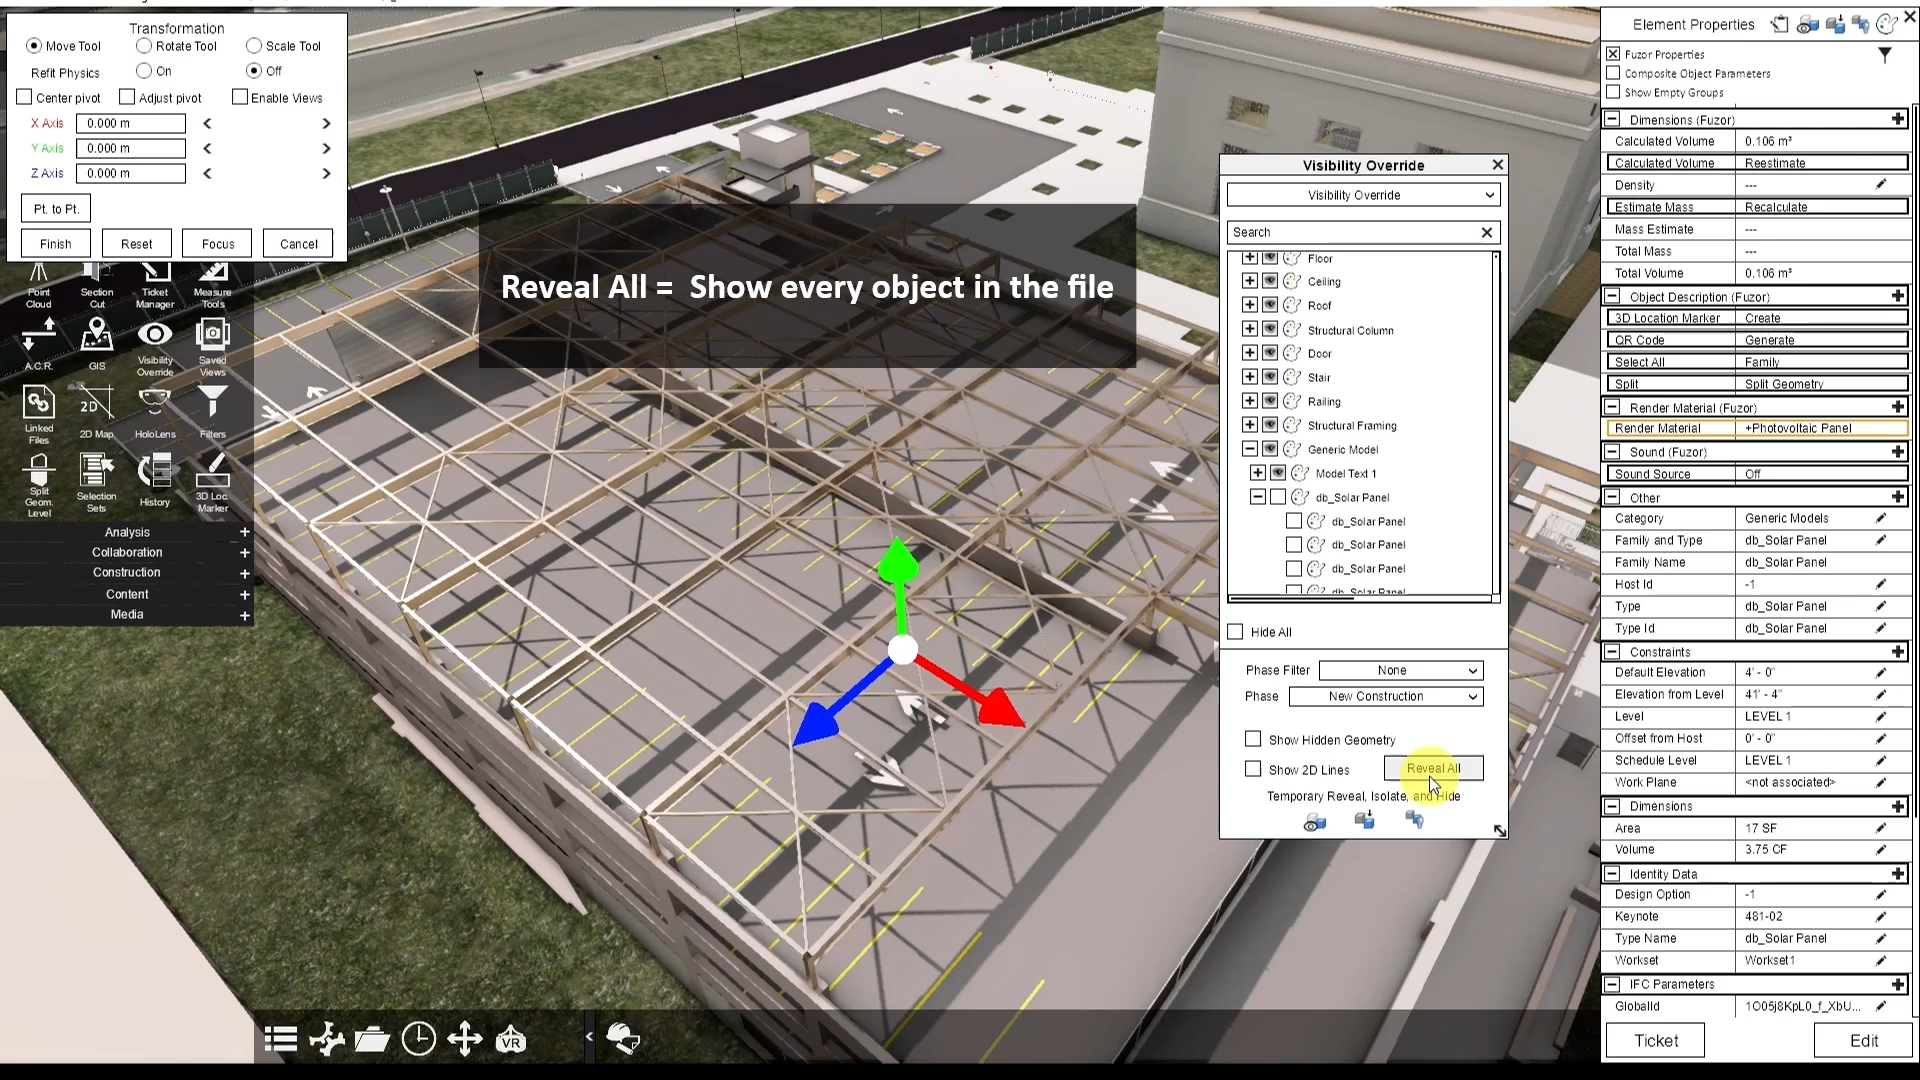 Transformation
Move Tool
Rotate Tool
Scale Tool
Refit Physics
On
Off
Center pivot
Adjust pivot
Enable Views
X Axis
0.000 m
Y Axis
0.000 m
Z Axis
0.000 m
Pt. to Pt.
Finish
Reset
Focus
Cancel
Point Cloud
Section Cut
Ticket Manager
Measure Tools
A.C.R.
GIS
Visibility Override
Saved Views
Linked Files
2D Map
HoloLens
Filters
Split Geom. Level
Selection Sets
History
3D Loc. Marker
Analysis
Collaboration
Construction
Content
Media
Reveal All =  Show every object in the file
Visibility Override
Visibility Override
Search
Floor
Ceiling
Roof
Structural Column
Door
Stair
Railing
Structural Framing
Generic Model
Model Text 1
db_Solar Panel
db_Solar Panel
db_Solar Panel
db_Solar Panel
db_Solar Panel
Hide All
Phase Filter
None
Phase
New Construction
Show Hidden Geometry
Show 2D Lines
Reveal All
Temporary Reveal, Isolate, and Hide
VR
Element Properties
Fuzor Properties
Composite Object Parameters
Show Empty Groups
Dimensions (Fuzor)
Calculated Volume 0.106 m³
Calculated Volume Reestimate
Density ---
Estimate Mass Recalculate
Mass Estimate ---
Total Mass ---
Total Volume 0.106 m³
Object Description (Fuzor)
3D Location Marker Create
QR Code Generate
Select All Family
Split Split Geometry
Render Material (Fuzor)
Render Material +Photovoltaic Panel
Sound (Fuzor)
Sound Source Off
Other
Category Generic Models
Family and Type db_Solar Panel
Family Name db_Solar Panel
Host Id -1
Type db_Solar Panel
Type Id db_Solar Panel
Constraints
Default Elevation 4' - 0"
Elevation from Level 41' - 4"
Level LEVEL 1
Offset from Host 0' - 0"
Schedule Level LEVEL 1
Work Plane <not associated>
Dimensions
Area 17 SF
Volume 3.75 CF
Identity Data
Design Option -1
Keynote 481-02
Type Name db_Solar Panel
Workset Workset1
IFC Parameters
GlobalId 1O05j8KpL0_f_XbU...
Ticket
Edit